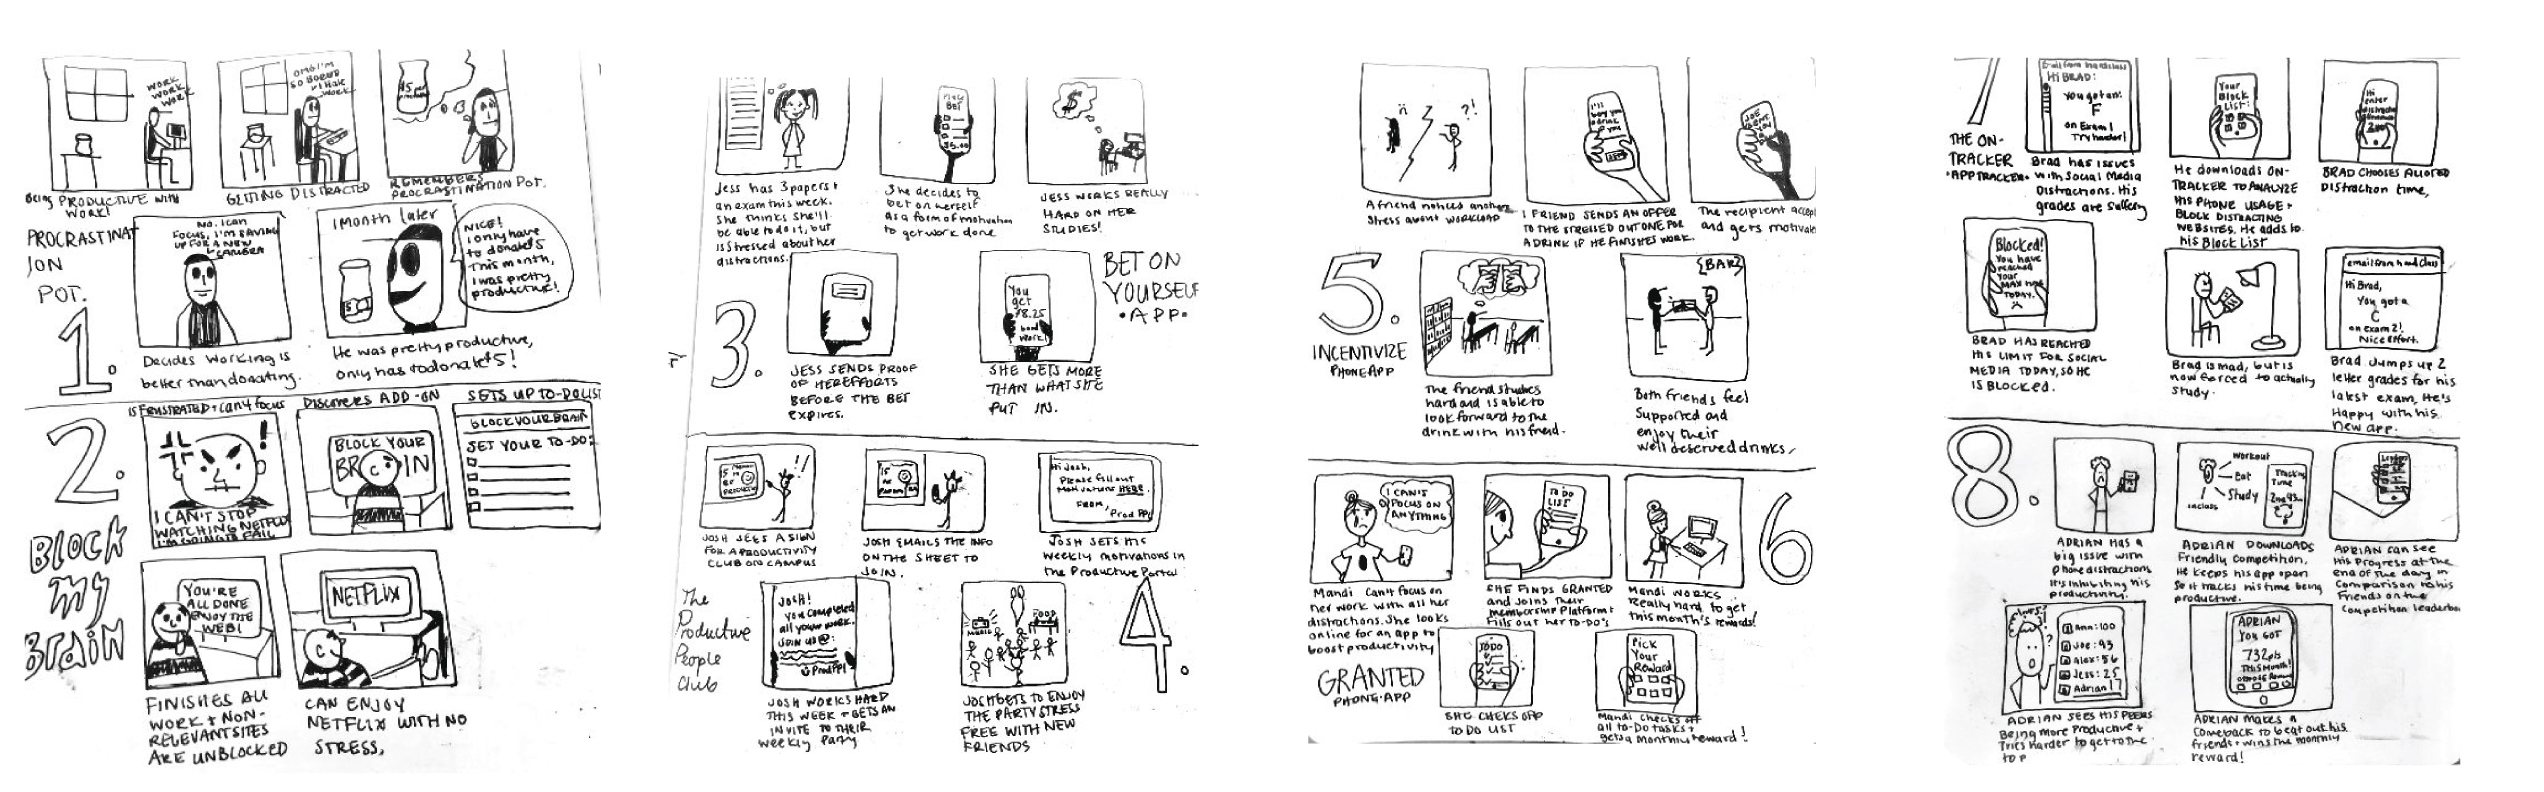 WORK
WORK
WORK
Being PRODUCTIVE WITH
WORK!
OMG I'M
SO BORED
I HATE
WORK
GETTING DISTRACTED
$5 per
REMEMBERS
PROCRASTINATION POT.
PROCRASTINAT
ION
POT.
1.
NO. I can
FOCUS, I'M SAVING
UP FOR A NEW
CAMERA
Decides working is
better than donating.
1 Month later
NICE!
I only have
to donate $5
This month,
I was pretty
productive!
He was pretty productive,
only has to donate $5!
2.
BLOCK
MY
BRAIN
IS FRUSTRATED + can't focus
I CAN'T STOP
WATCHING NETFLIX
I'M GOING TO FAIL
DISCOVERS ADD-ON
BLOCK YOUR
BRAIN
SETS UP TO-DO LIST
BLOCK YOUR BRAIN
SET YOUR TO-DO:
YOU'RE
ALL DONE
ENJOY THE
WEB!
FINISHES ALL
WORK + NON-
RELEVANT SITES
ARE UNBLOCKED
NETFLIX
CAN ENJOY
NETFLIX WITH NO
STRESS.
Jess has 3 papers +
an exam this week.
She thinks she'll
be able to do it, but
is stressed about her
distractions.
Place
BET
$5.00
She decides to
bet on herself
as a form of motivation
to get work done
$
JESS WORKS REALLY
HARD ON HER
STUDIES!
3.
JESS SENDS PROOF
OF HER EFFORTS
BEFORE THE BET
expires.
You
get
$8.25
Good
Work!
SHE GETS MORE
THAN WHAT SHE
PUT IN.
BET ON
YOURSELF
•APP•
!!
JOSH SEES A SIGN
FOR A PRODUCTIVITY
CLUB ON CAMPUS
JOSH EMAILS THE INFO
ON THE SHEET TO
JOIN.
Hi Josh,
Please fill out
Motivations HERE.
FROM,
Prod PPL
JOSH SETS HIS
weekly motivations in
the Productive Portal
The
Productive
People
Club
JOSH!
you completed
all your work.
JOIN US @:
Prod PPl
JOSH WORKS HARD
THIS WEEK + GETS AN
INVITE TO THEIR
weekly Party
MUSIC
FOOD
JOSH GETS TO ENJOY
THE PARTY STRESS
FREE WITH NEW
FRIENDS
4.
A friend notices another
stress about WORKLOAD
?!
I'll
buy you
a drink
1 FRIEND SENDS AN OFFER
TO THE STRESSED OUT ONE FOR
A DRINK IF HE FINISHES WORK.
JOE
SENT
YOU
The recipient accept
and gets motivat
5.
INCENTIVIZE
PHONE APP
The friend studies
hard and is able to
look forward to the
drink with his friend.
{BAR}
Both friends feel
Supported and
enjoy their
well deserved drinks.
I CAN'T
FOCUS ON
ANYTHING
Mandi can't focus on
her work with all her
distractions. She looks
online for an app to
boost productivity
TO DO
LIST
SHE FINDS GRANTED
and joins their
membership Platform +
Fills out her to-do's
Mandi WORKS
Really hard to get
this month's rewards!
6
GRANTED
PHONE•APP
TODO
SHE CHECKS OFF
TO DO LIST
Pick
Your
Reward
Mandi checks off
all to-Do tasks +
gets a monthly reward!
7
THE ON-
TRACKER
•APP TRACKER•
Hi BRAD:
You got an:
F
on Exam 1
Try harder!
Brad has issues
with Social Media
Distractions. His
grades are suffering
Your
Block
List:
He downloads ON-
TRACKER TO ANALYZE
HIS PHONE USAGE +
BLOCK DISTRACTING
WEBSITES. He adds to
his Block List
Hi
enter
BRAD CHOOSES ALLOTED
Distraction time,
Blocked!
You have
reached
Your
MAX
TODAY.
BRAD HAS REACHED
HIS LIMIT FOR SOCIAL
MEDIA TODAY, SO HE
IS BLOCKED.
Brad is mad, but is
now forced to actually
study.
Hi Brad,
You got a
C
on exam 2!
Nice Effort.
Brad Jumps up 2
letter grades for his
latest exam, He's
Happy with his
new app.
8.
ADRIAN HAS a
big issue with
phone distractions
It's inhibiting his
productivity.
Workout
Eat
Study
in class
Tracking
Time
ADRIAN DOWNLOADS
Friendly Competition.
He keeps his app open
So it tracks his time being
productive.
ADRIAN can see
His Progress at the
end of the day in
comparison to his
Friends on the
competition leaderboa
?
1 Ann: 100
2 Joe: 93
3 Alex: 56
4 Jess: 25
5 Adrian 17
ADRIAN SEES HIS PEERS
Being more Productive +
Tries harder to get to the
top
ADRIAN
YOU GOT
732 pts
THIS MONTH!
ADRIAN makes a
Comeback to beat out his
friends + wins the monthly
reward!